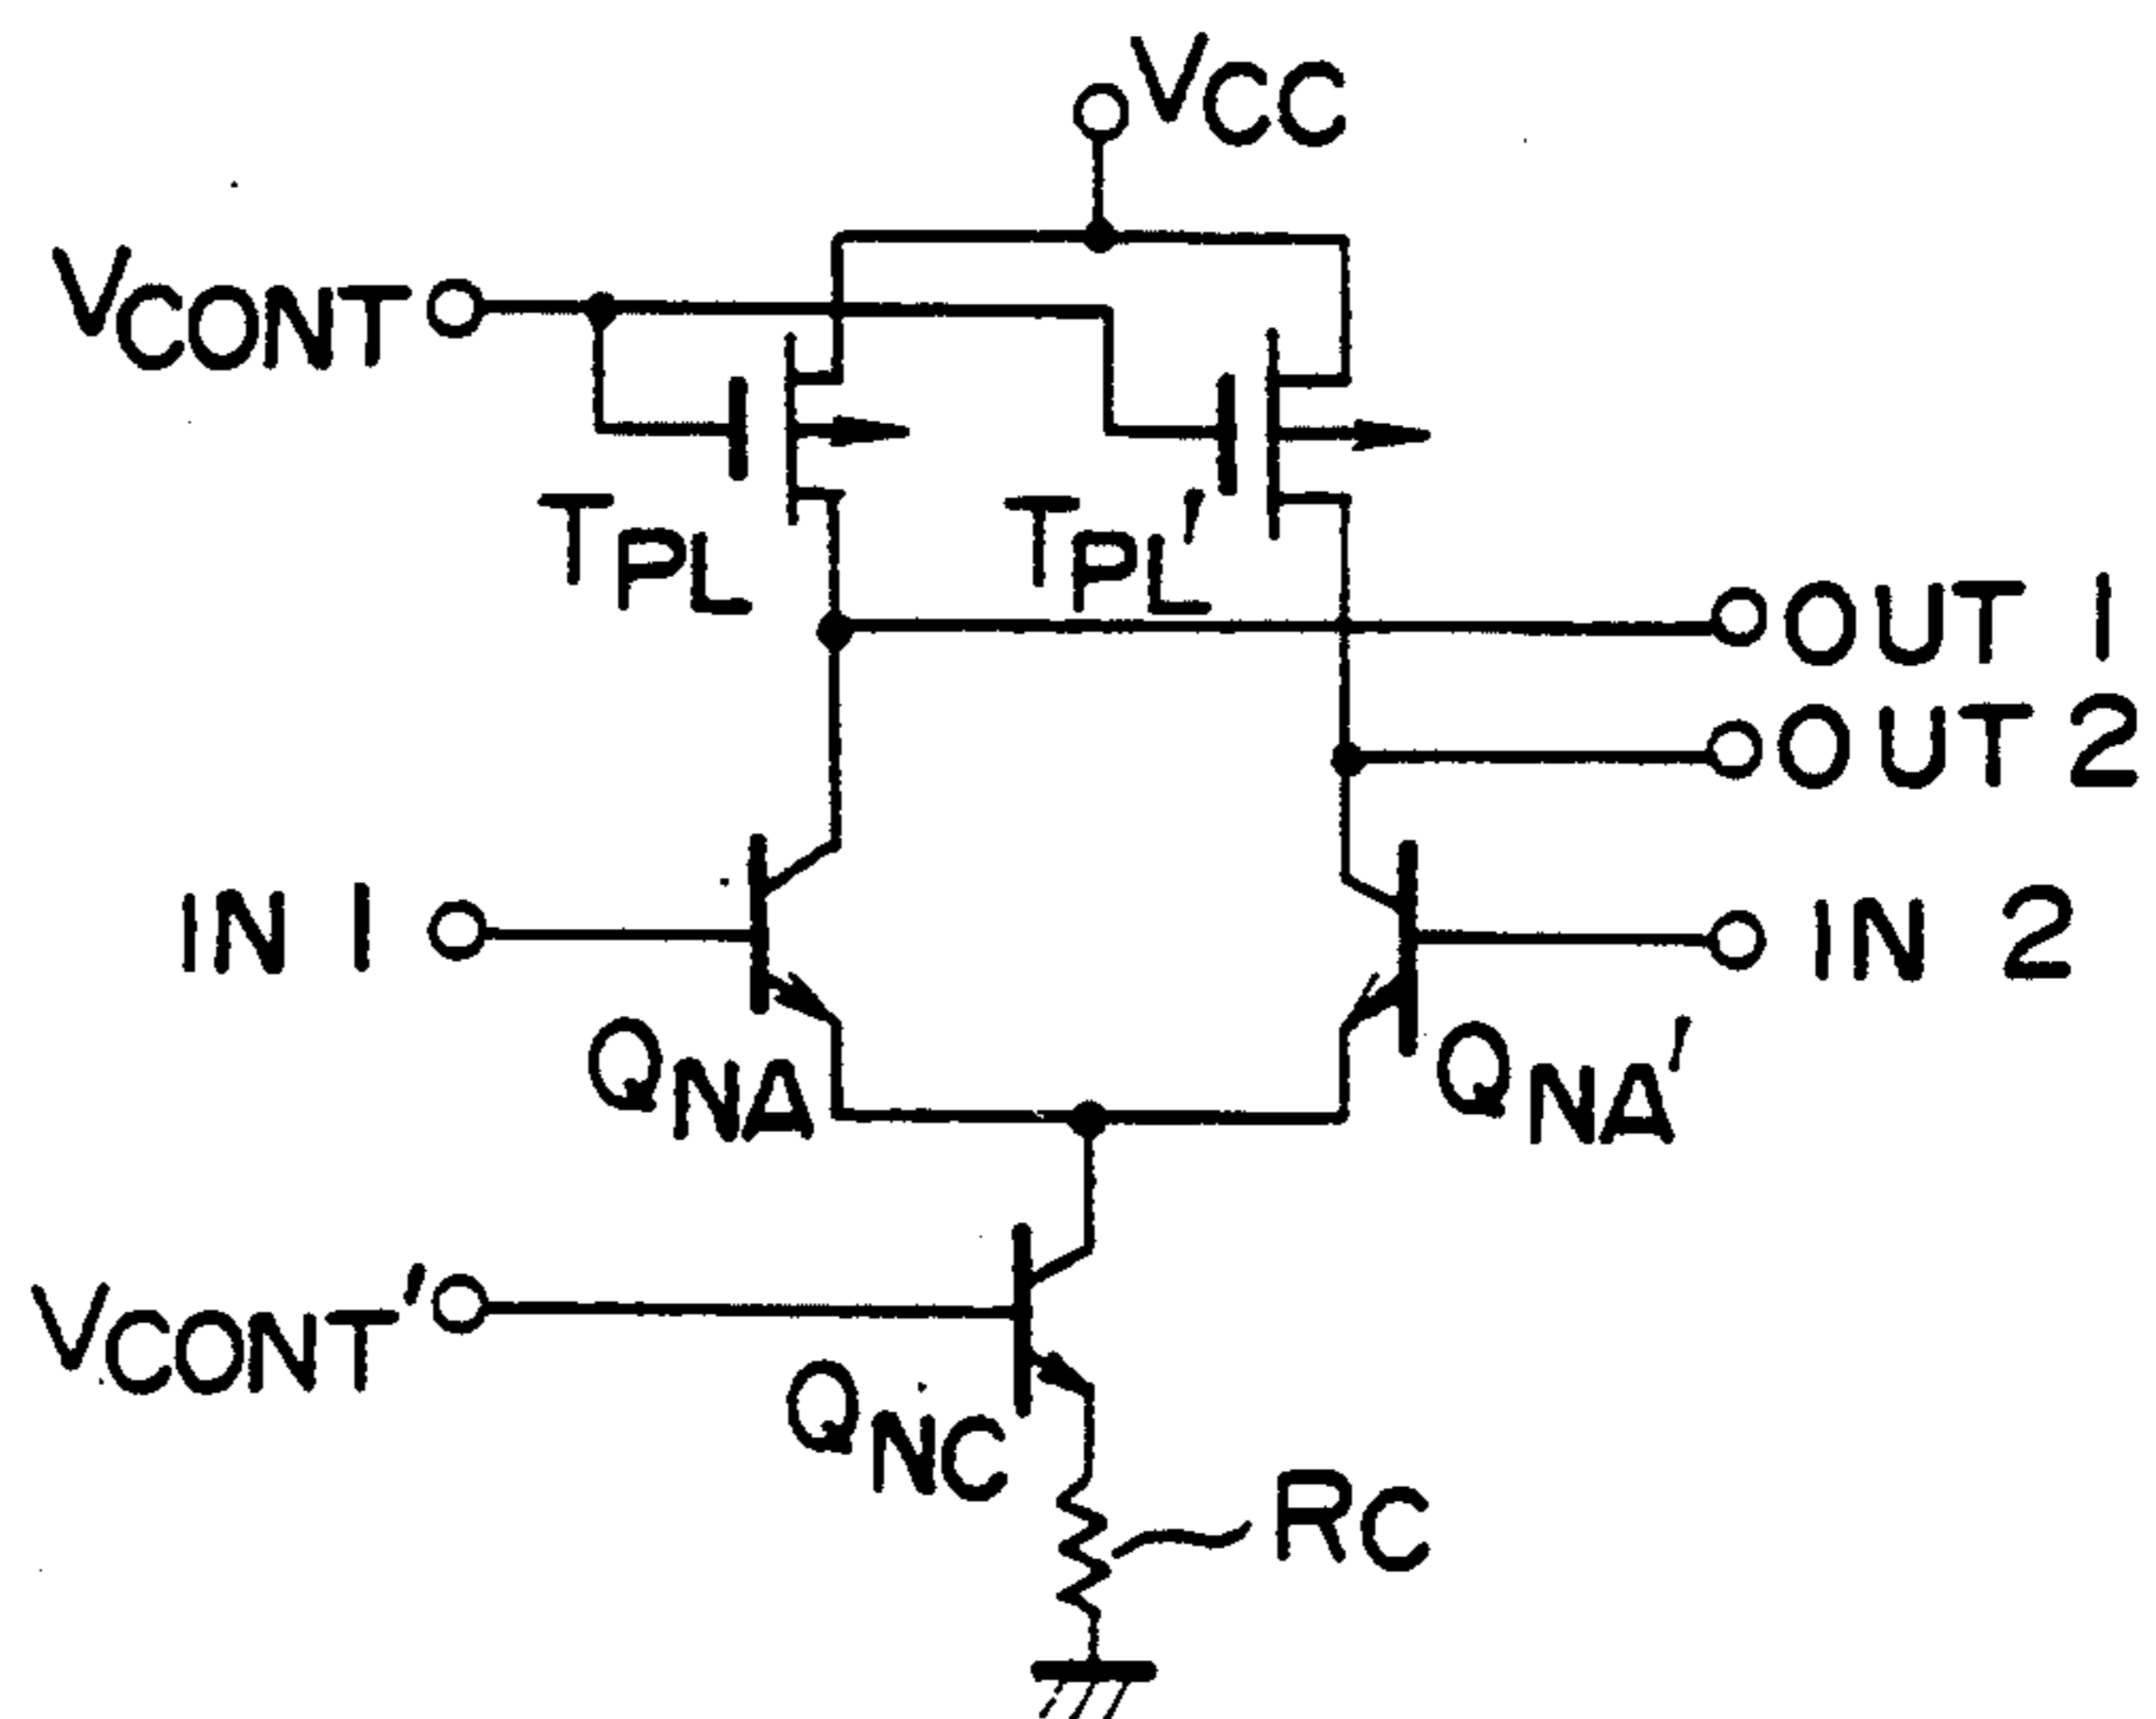 VCC
VCONT
TPL
TPL'
OUT 1
OUT 2
IN 1
IN 2
QNA
QNA'
VCONT'
QNC
RC